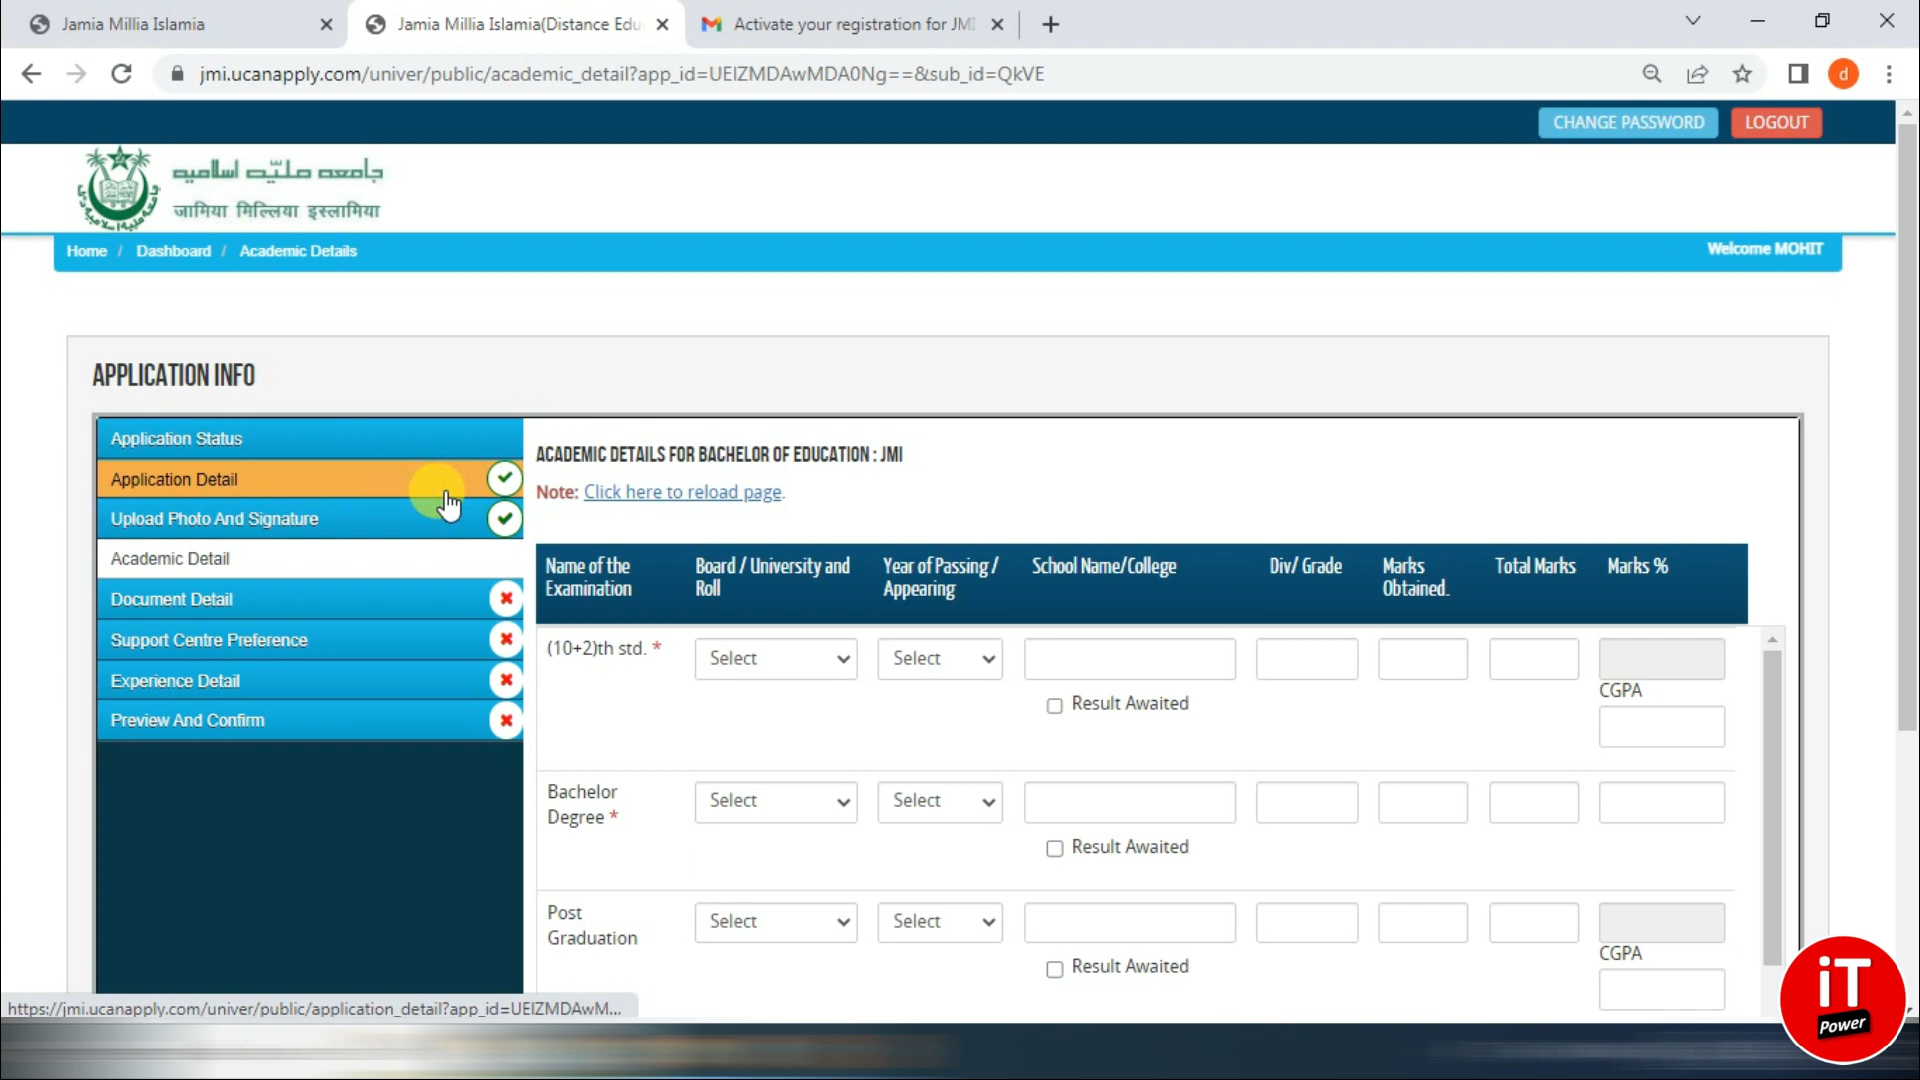 Jamia Millia Islamia
Jamia Millia Islamia(Distance Edu
Activate your registration for JMI
jmi.ucanapply.com/univer/public/academic_detail?app_id=UElZMDAwMDA0Ng==&sub_id=QkVE
d
CHANGE PASSWORD LOGOUT
جامعہ ملیّہ اسلامیہ
जामिया मिल्लिया इस्लामिया
Home / Dashboard / Academic Details
Welcome MOHIT
APPLICATION INFO
Application Status
Application Detail
Upload Photo And Signature
Academic Detail
Document Detail
Support Centre Preference
Experience Detail
Preview And Confirm
ACADEMIC DETAILS FOR BACHELOR OF EDUCATION : JMI
Note: Click here to reload page.
Name of the Examination
Board / University and Roll
Year of Passing / Appearing
School Name/College
Div/ Grade
Marks Obtained.
Total Marks
Marks %
(10+2)th std. *
Select
Select
Result Awaited
CGPA
Bachelor Degree *
Select
Select
Result Awaited
Post Graduation
Select
Select
Result Awaited
CGPA
https://jmi.ucanapply.com/univer/public/application_detail?app_id=UElZMDAwM...
iT
Power